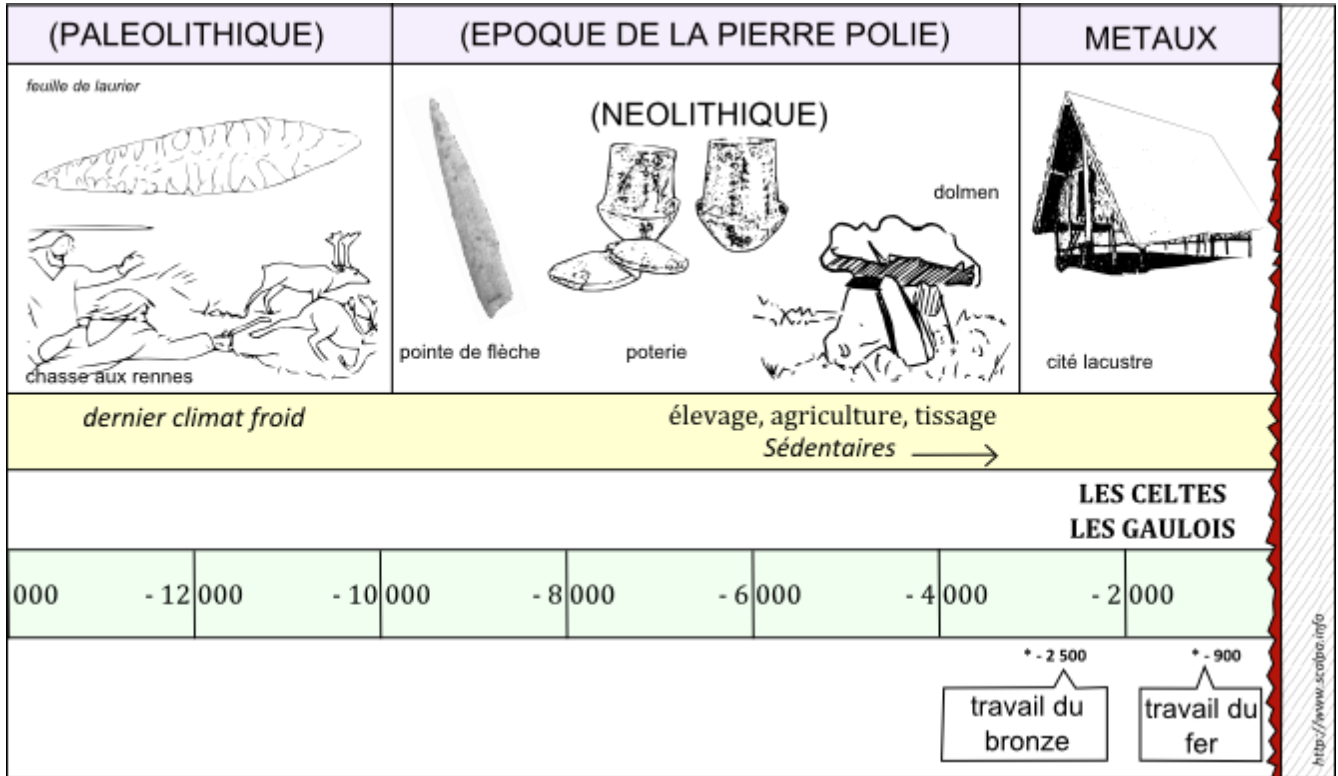 (PALEOLITHIQUE)
(EPOQUE DE LA PIERRE POLIE)
METAUX
feuille de laurier
chasse aux rennes
(NEOLITHIQUE)
pointe de flèche
poterie
dolmen
cité lacustre
dernier climat froid
élevage, agriculture, tissage
Sédentaires
LES CELTES
LES GAULOIS
000
- 12 000
- 10 000
- 8 000
- 6 000
- 4 000
- 2 000
* - 2 500
travail du
bronze
* - 900
travail du
fer
http://www.scalpa.info